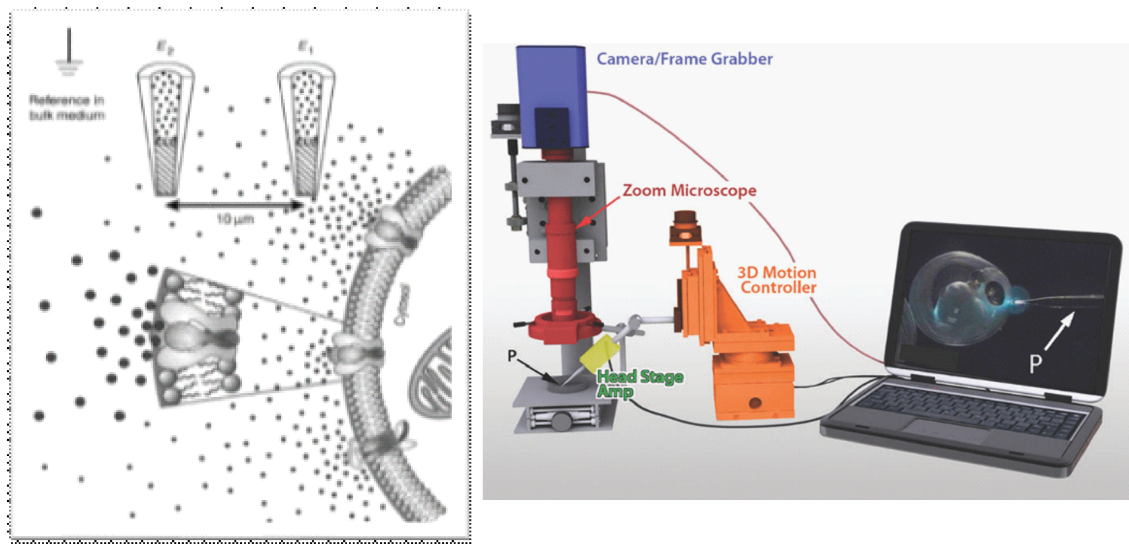 E2
E1
Reference in
bulk medium
10 μm
Cytosol
Camera/Frame Grabber
Zoom Microscope
3D Motion
Controller
P
Head Stage
Amp
P